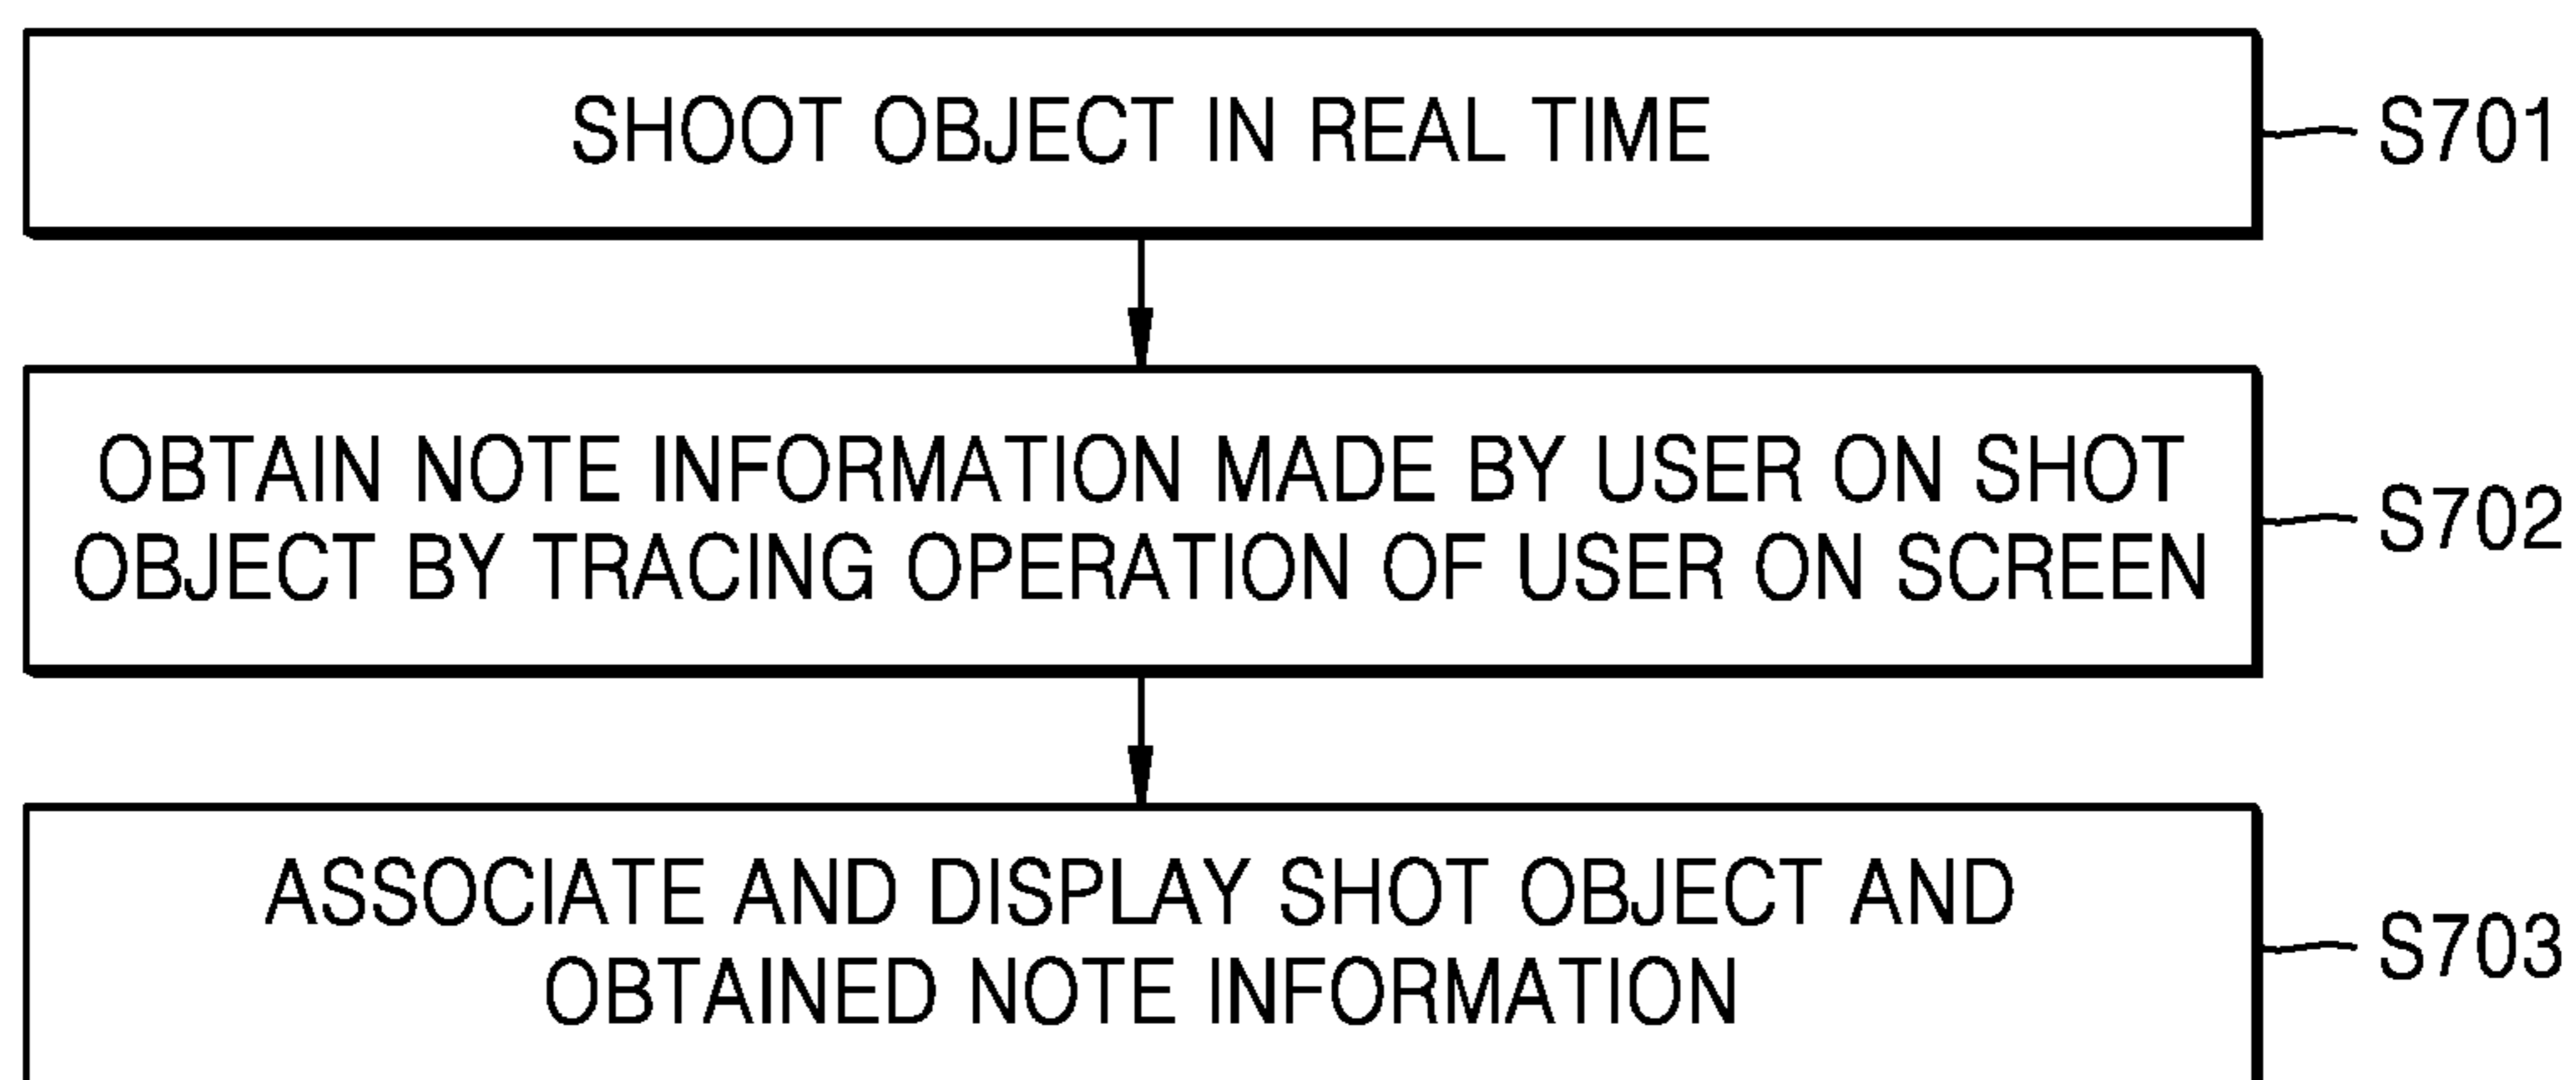 SHOOT OBJECT IN REAL TIME
S701
OBTAIN NOTE INFORMATION MADE BY USER ON SHOT
OBJECT BY TRACING OPERATION OF USER ON SCREEN
S702
ASSOCIATE AND DISPLAY SHOT OBJECT AND
OBTAINED NOTE INFORMATION
S703